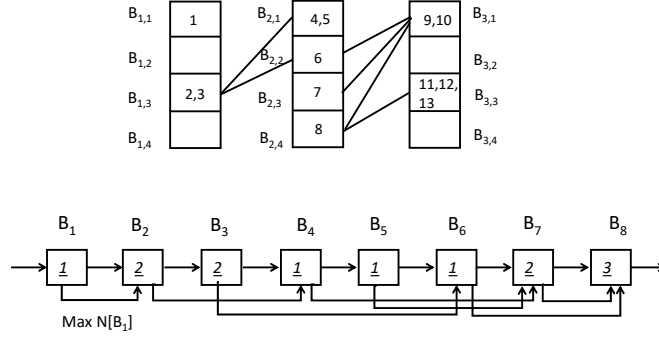 B1,1 1 B2,1 4,5 9,10 B3,1
B1,2 B2,2 6 B3,2
B1,3 2,3 B2,3 7 11,12, 13 B3,3
B1,4 B2,4 8 B3,4
B1 B2 B3 B4 B5 B6 B7 B8
1 2 2 1 1 1 2 3
Max N[B1]